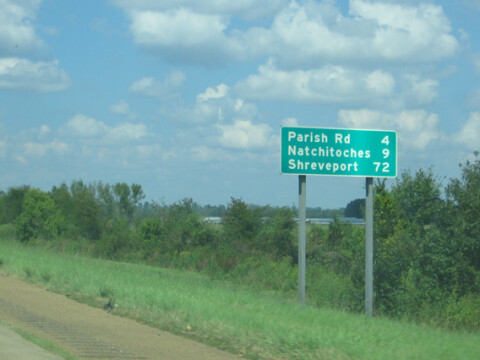 Parish Rd 4
Natchitoches 9
Shreveport 72